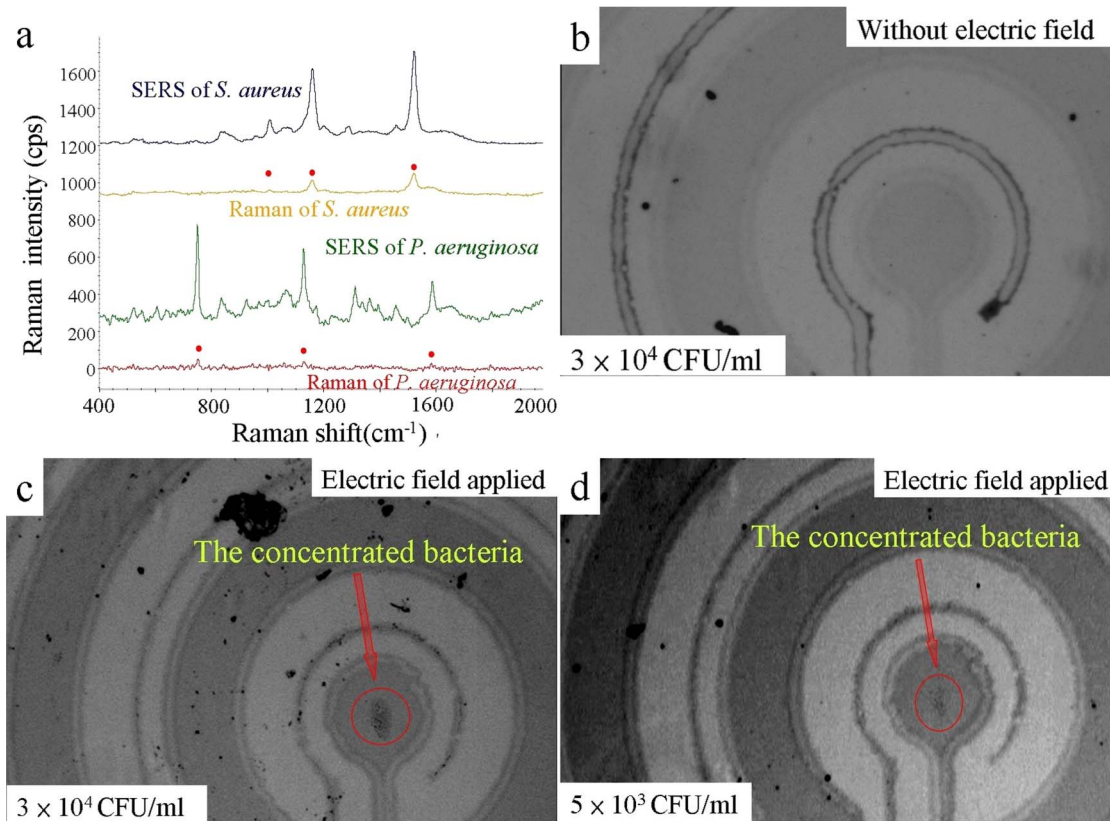 a
Raman intensity (cps)
1600
1400
1200
1000
800
600
400
200
0
SERS of S. aureus
Raman of S. aureus
SERS of P. aeruginosa
Raman of P. aeruginosa
400
800
1200
1600
2000
Raman shift(cm⁻¹)
b
Without electric field
3 × 10⁴ CFU/ml
c
Electric field applied
The concentrated bacteria
3 × 10⁴ CFU/ml
d
Electric field applied
The concentrated bacteria
5 × 10³ CFU/ml